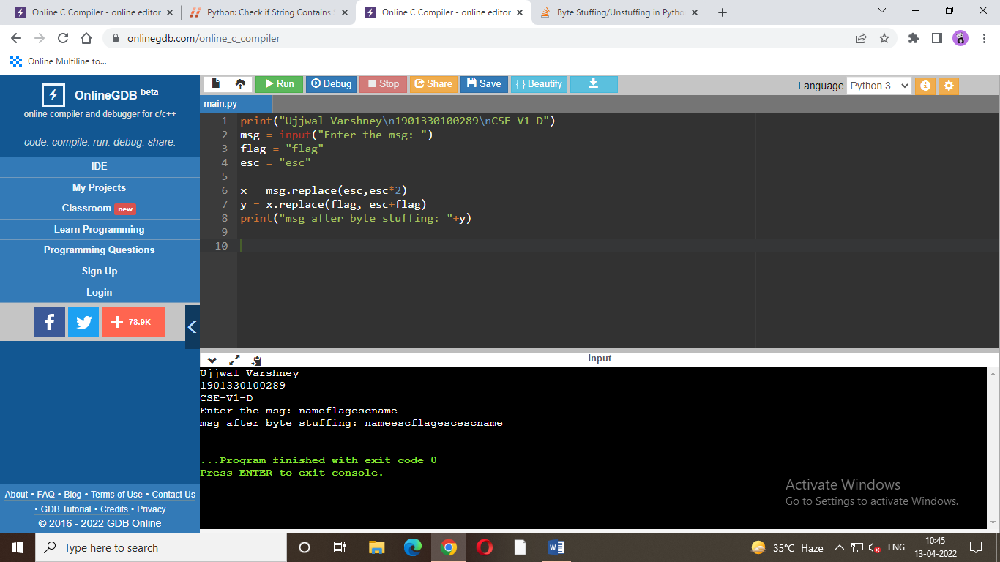 Online C Compiler - online editor
Python: Check if String Contains
Online C Compiler - online editor
Byte Stuffing/Unstuffing in Pytho
onlinegdb.com/online_c_compiler
Online Multiline to...
OnlineGDB beta
online compiler and debugger for c/c++
code. compile. run. debug. share.
IDE
My Projects
Classroom new
Learn Programming
Programming Questions
Sign Up
Login
f + 78.9K
About • FAQ • Blog • Terms of Use • Contact Us
• GDB Tutorial • Credits • Privacy
© 2016 - 2022 GDB Online
Run Debug Stop Share Save { } Beautify
Language Python 3
main.py
1 print("Ujjwal Varshney\n1901330100289\nCSE-V1-D")
2 msg = input("Enter the msg: ")
3 flag = "flag"
4 esc = "esc"
5
6 x = msg.replace(esc,esc*2)
7 y = x.replace(flag, esc+flag)
8 print("msg after byte stuffing: "+y)
9
10
input
Ujjwal Varshney
1901330100289
CSE-V1-D
Enter the msg: nameflagescname
msg after byte stuffing: nameescflagescescname
...Program finished with exit code 0
Press ENTER to exit console.
Activate Windows
Go to Settings to activate Windows.
Type here to search
35°C Haze
ENG
10:45
13-04-2022